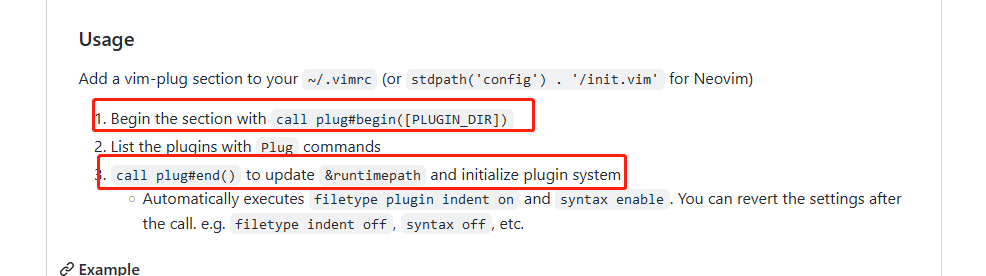 Usage
Add a vim-plug section to your ~/.vimrc (or stdpath('config') . '/init.vim' for Neovim)
1. Begin the section with call plug#begin([PLUGIN_DIR])
2. List the plugins with Plug commands
3. call plug#end() to update &runtimepath and initialize plugin system
Automatically executes filetype plugin indent on and syntax enable. You can revert the settings after
the call. e.g. filetype indent off, syntax off, etc.
Example